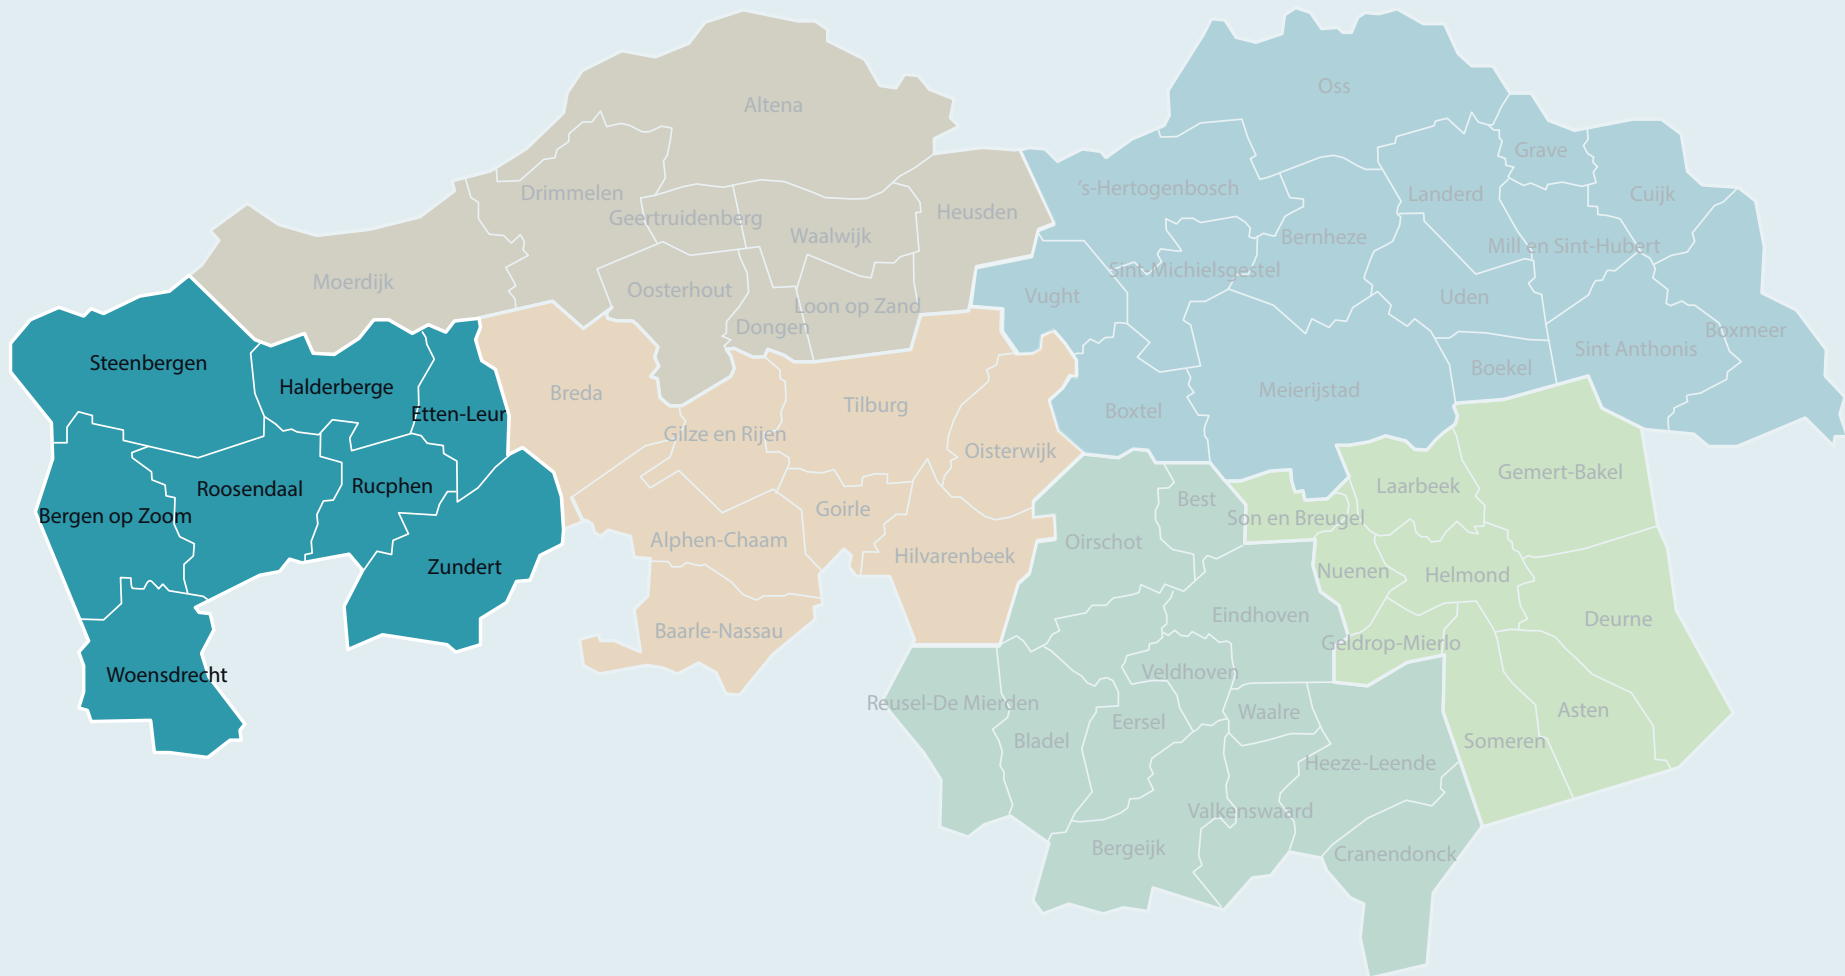 Oss
Altena
Grave
Drimmelen
's-Hertogenbosch
Landerd
Cuijk
Geertruidenberg
Heusden
Waalwijk
Bernheze
Mill en Sint-Hubert
Moerdijk
Sint-Michielsgestel
Oosterhout
Vught
Uden
Loon op Zand
Dongen
Boxmeer
Steenbergen
Sint Anthonis
Halderberge
Boekel
Breda
Meierijstad
Etten-Leur
Tilburg
Boxtel
Gilze en Rijen
Oisterwijk
Gemert-Bakel
Roosendaal
Rucphen
Laarbeek
Best
Goirle
Bergen op Zoom
Son en Breugel
Alphen-Chaam
Oirschot
Hilvarenbeek
Zundert
Nuenen
Helmond
Eindhoven
Deurne
Baarle-Nassau
Geldrop-Mierlo
Woensdrecht
Veldhoven
Reusel-De Mierden
Waalre
Asten
Eersel
Bladel
Someren
Heeze-Leende
Valkenswaard
Bergeijk
Cranendonck